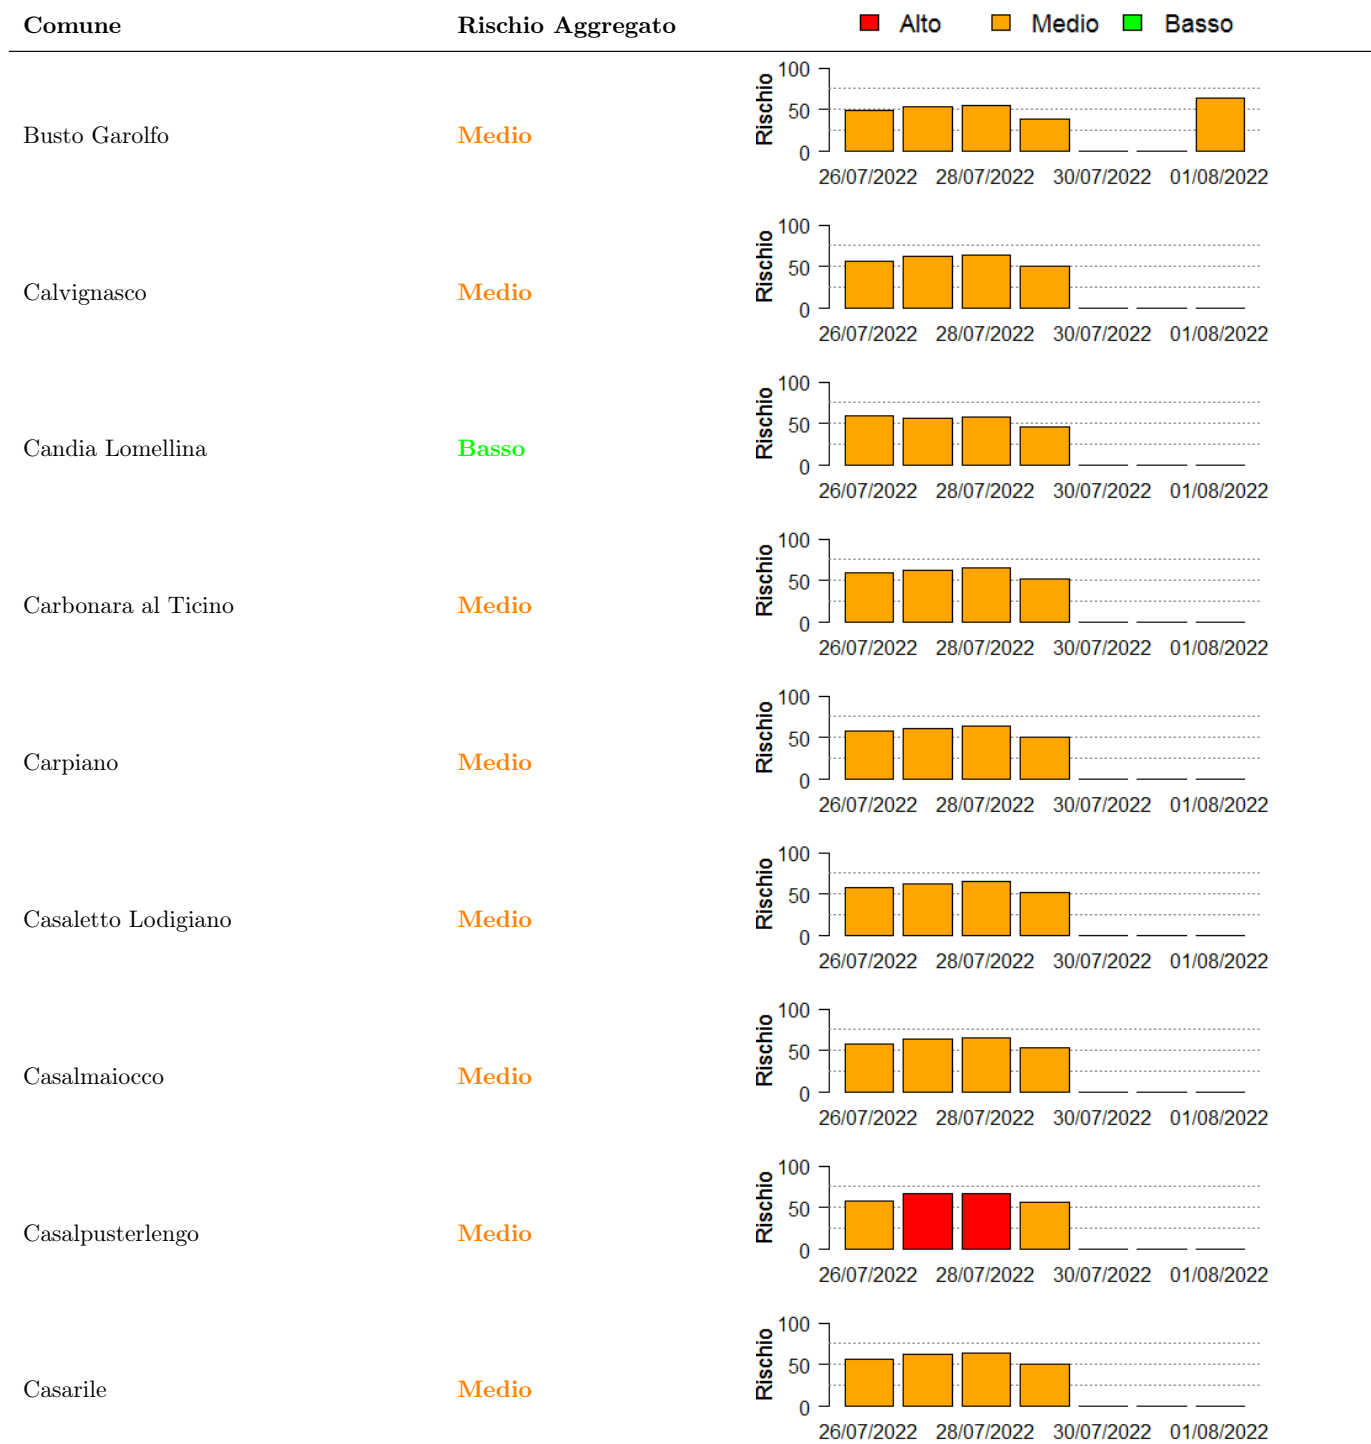 Comune Rischio Aggregato Alto Medio Basso
100
Rischio
50
Busto Garolfo Medio
0
26/07/2022 28/07/2022 30/07/2022 01/08/2022
100
Rischio
50
Calvignasco Medio
0
26/07/2022 28/07/2022 30/07/2022 01/08/2022
100
Rischio
50
Candia Lomellina Basso
0
26/07/2022 28/07/2022 30/07/2022 01/08/2022
100
Rischio
50
Carbonara al Ticino Medio
0
26/07/2022 28/07/2022 30/07/2022 01/08/2022
100
Rischio
50
Carpiano Medio
0
26/07/2022 28/07/2022 30/07/2022 01/08/2022
100
Rischio
50
Casaletto Lodigiano Medio
0
26/07/2022 28/07/2022 30/07/2022 01/08/2022
100
Rischio
50
Casalmaiocco Medio
0
26/07/2022 28/07/2022 30/07/2022 01/08/2022
100
Rischio
50
Casalpusterlengo Medio
0
26/07/2022 28/07/2022 30/07/2022 01/08/2022
100
Rischio
50
Casarile Medio
0
26/07/2022 28/07/2022 30/07/2022 01/08/2022